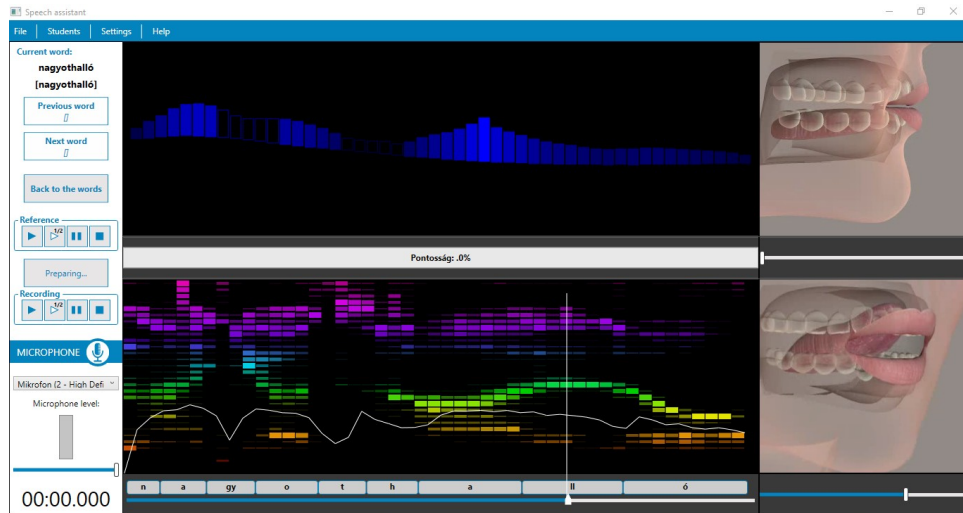 Speech assistant
File
Students
Settings
Help
Current word:
nagyothalló
[nagyothalló]
Previous word
Next word
Back to the words
Reference
1/2
Preparing...
Recording
1/2
MICROPHONE
Mikrofon (2 - High Defi
Microphone level:
00:00.000
Pontosság: .0%
n a gy o t h a ll ó